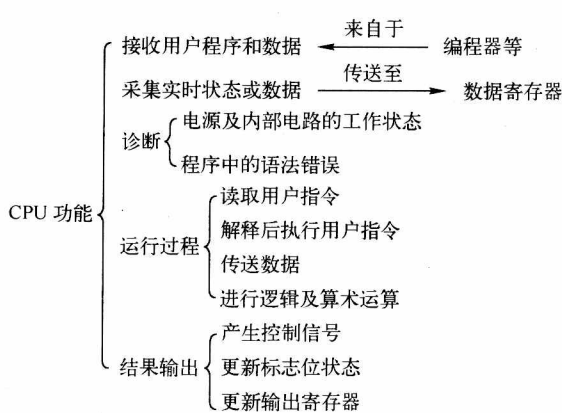 来自于
接收用户程序和数据 编程器等
传送至
采集实时状态或数据 数据寄存器
电源及内部电路的工作状态
诊断
程序中的语法错误
读取用户指令
CPU 功能
解释后执行用户指令
运行过程
传送数据
进行逻辑及算术运算
产生控制信号
结果输出 更新标志位状态
更新输出寄存器